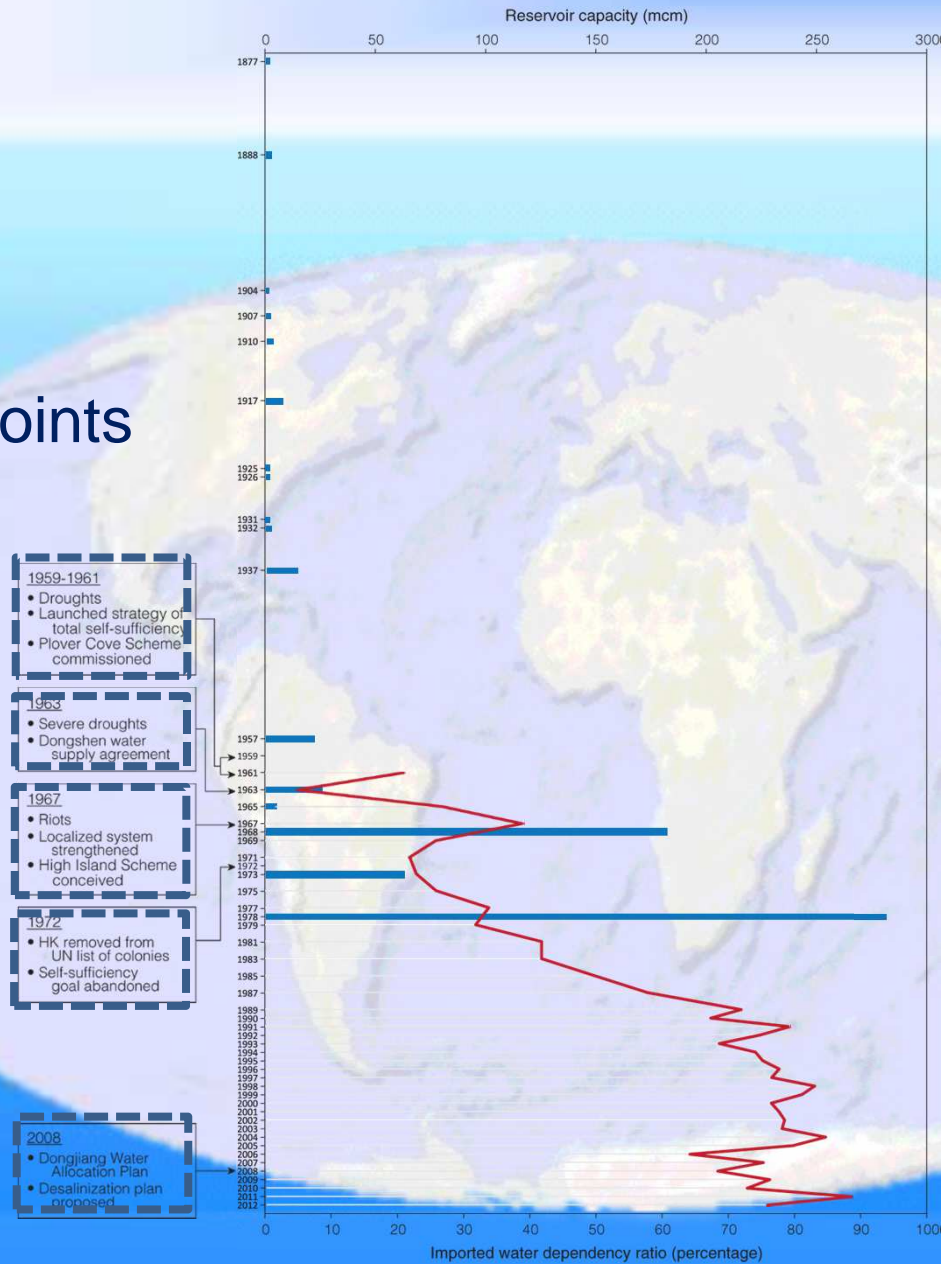 Reservoir capacity (mcm)
0 50 100 150 200 250 300
1877
1888
1904
1907
1910
1917
oints
1925
1926
1931
1932
1937
1959-1961
• Droughts
• Launched strategy of
total self-sufficiency
• Plover Cove Scheme
commissioned
1963
• Severe droughts
• Dongshen water
supply agreement
1967
• Riots
• Localized system
strengthened
• High Island Scheme
conceived
1972
• HK removed from
UN list of colonies
• Self-sufficiency
goal abandoned
2008
• Dongjiang Water
Allocation Plan
• Desalinization plan
proposed
1957
1959
1961
1963
1965
1967
1968
1969
1971
1972
1973
1975
1977
1978
1979
1981
1983
1985
1987
1989
1990
1991
1992
1993
1994
1995
1996
1997
1998
1999
2000
2001
2002
2003
2004
2005
2006
2007
2008
2009
2010
2011
2012
0 10 20 30 40 50 60 70 80 90 100
Imported water dependency ratio (percentage)